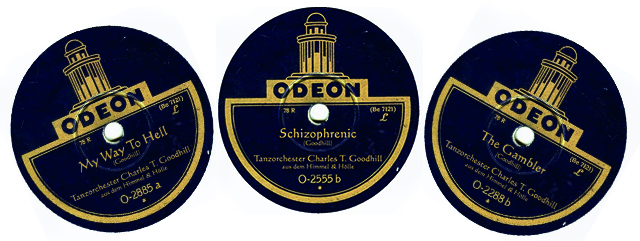 ODEON
78 R
(Be 7121)
L
My Way To Hell
(Goodhill)
Tanzorchester Charles T. Goodhill
aus dem Himmel & Hölle
O-2885 a
ODEON
78 R
(Be 7121)
L
Schizophrenic
(Goodhill)
Tanzorchester Charles T. Goodhill
aus dem Himmel & Hölle
O-2555 b
ODEON
78 R
(Be 7121)
L
The Gambler
(Goodhill)
Tanzorchester Charles T. Goodhill
aus dem Himmel & Hölle
O-2288 b